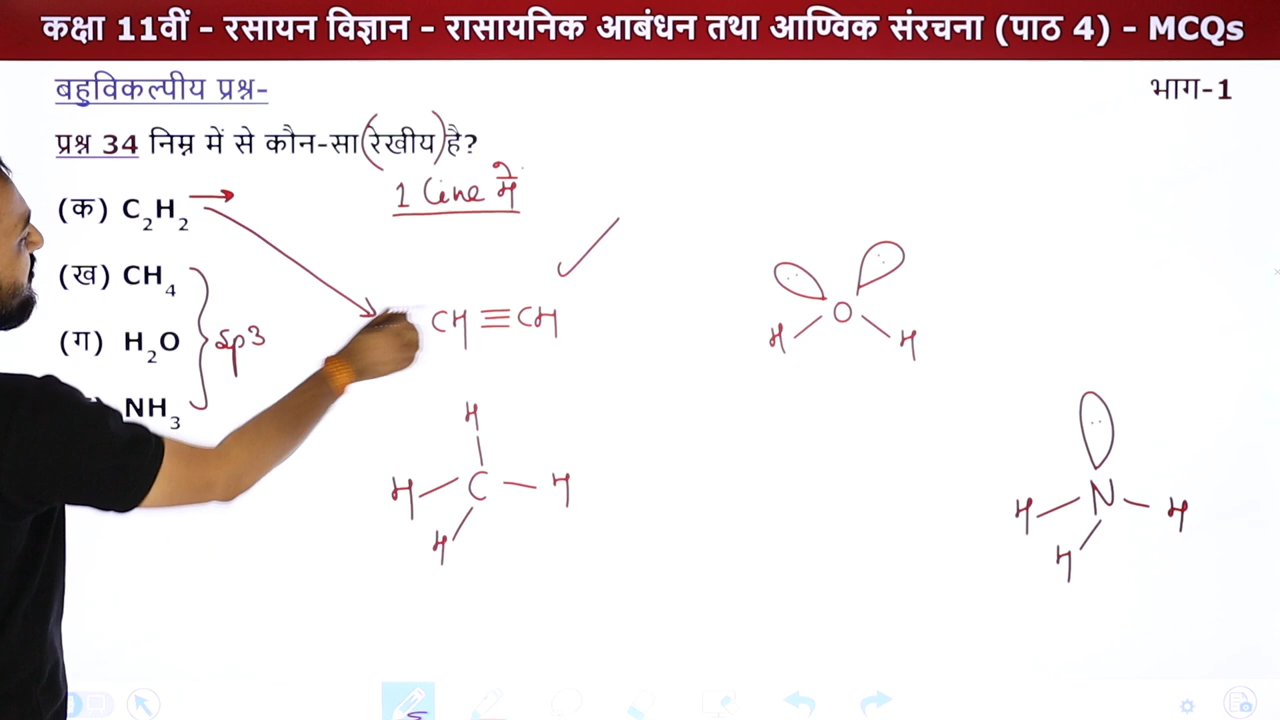 कक्षा 11वीं - रसायन विज्ञान - रासायनिक आबंधन तथा आण्विक संरचना (पाठ 4) - MCQs
बहुविकल्पीय प्रश्न-
भाग-1
प्रश्न 34 निम्न में से कौन-सा रेखीय है?
1 Line में
(क) C2H2
(ख) CH4
(ग) H2O
NH3
Sp3
CH≡CH
O
H H
H
H C H
H
N
H H
H